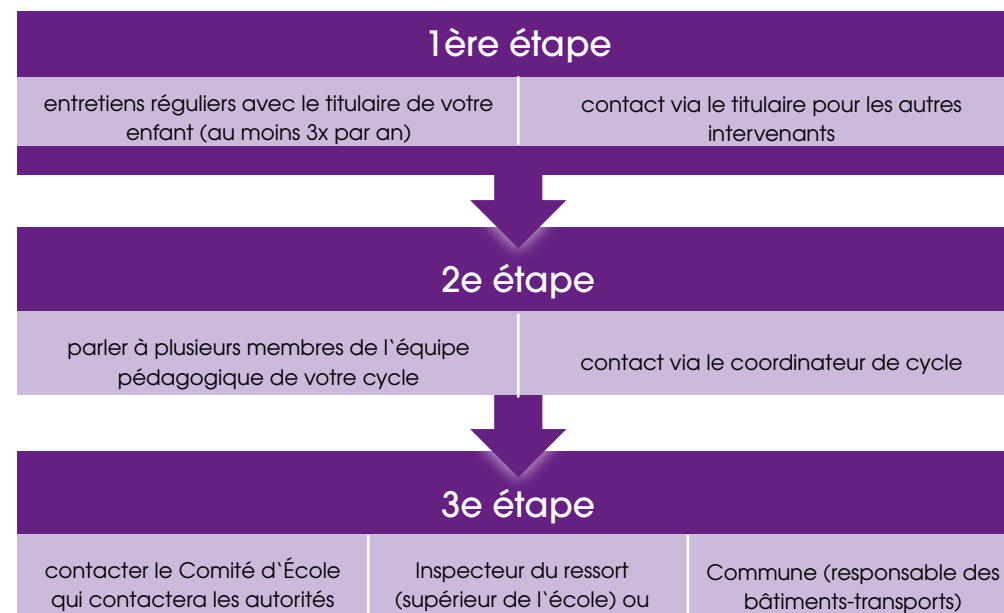 1ère étape
entretiens réguliers avec le titulaire de votre
enfant (au moins 3x par an)
contact via le titulaire pour les autres
intervenants
2e étape
parler à plusieurs membres de l`équipe
pédagogique de votre cycle
contact via le coordinateur de cycle
3e étape
contacter le Comité d`École
qui contactera les autorités
Inspecteur du ressort
(supérieur de l`école) ou
Commune (responsable des
bâtiments-transports)